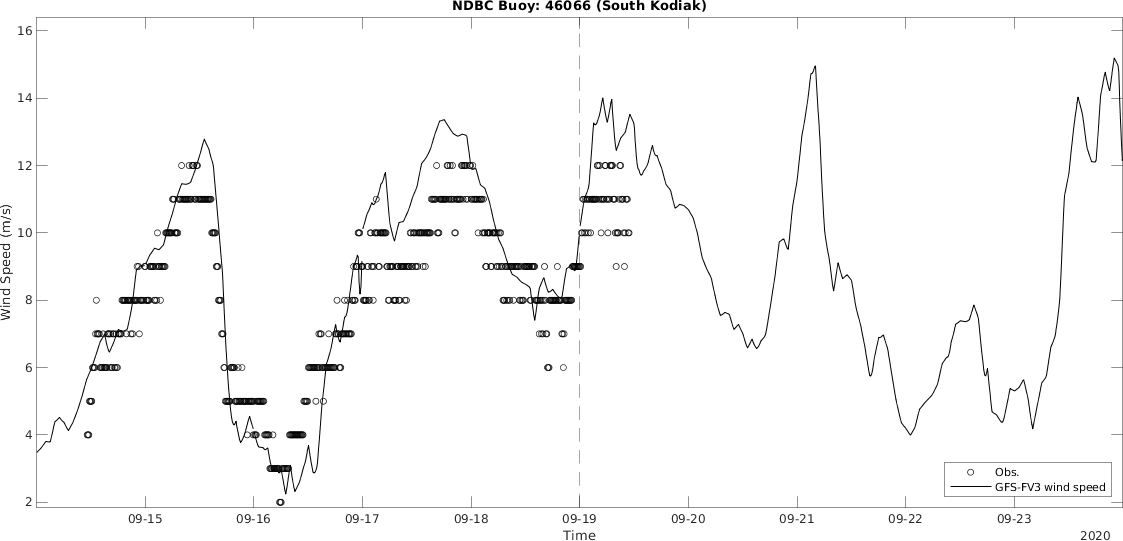 NDBC Buoy: 46066 (South Kodiak)
16
14
12
10
8
6
4
2
Wind Speed (m/s)
Obs.
GFS-FV3 wind speed
09-15 09-16 09-17 09-18 09-19 09-20 09-21 09-22 09-23
Time
2020